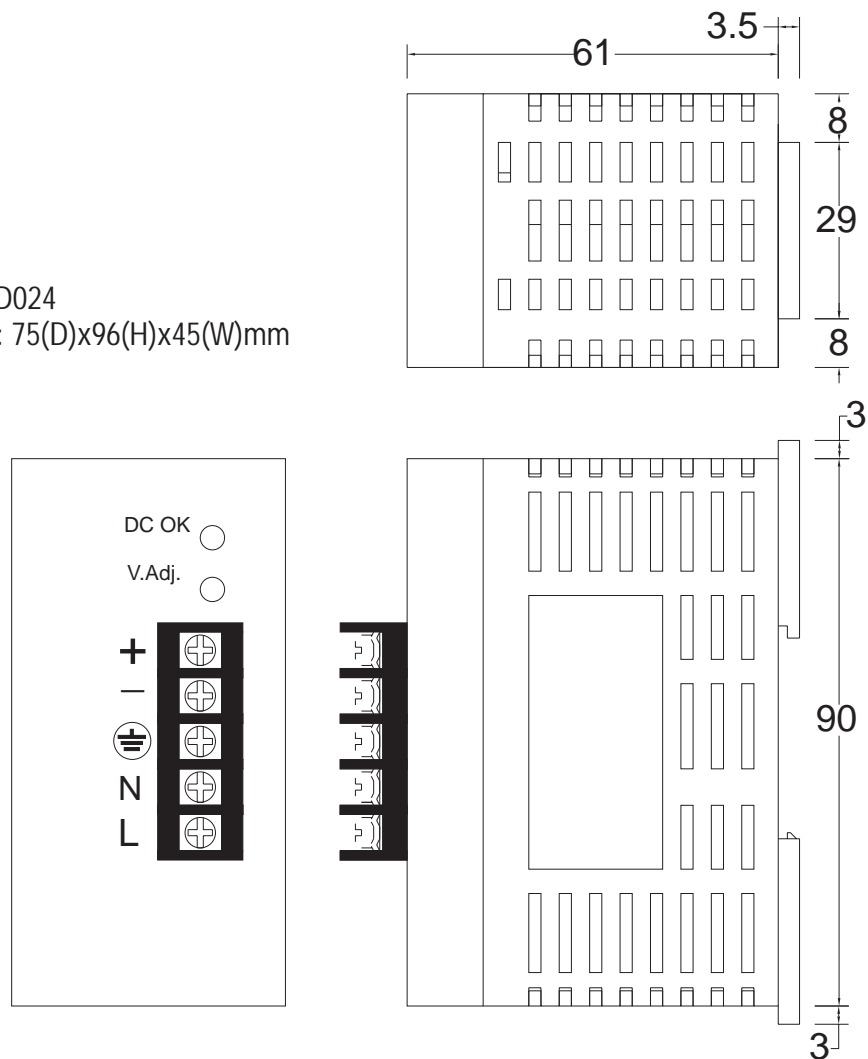 3.5
61
8
29
8
D024
: 75(D)x96(H)x45(W)mm
3
DC OK
V.Adj.
+
−
90
N
L
3